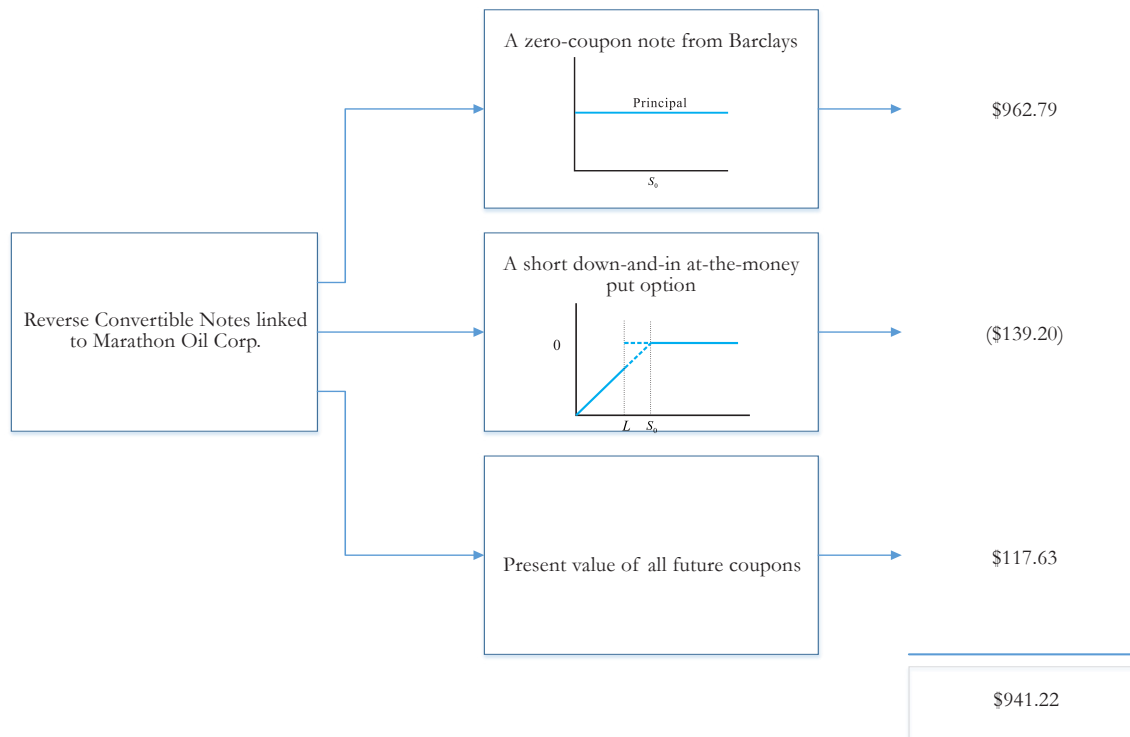 A zero-coupon note from Barclays
Principal
S₀
$962.79
Reverse Convertible Notes linked
to Marathon Oil Corp.
A short down-and-in at-the-money
put option
0
L S₀
($139.20)
Present value of all future coupons
$117.63
$941.22